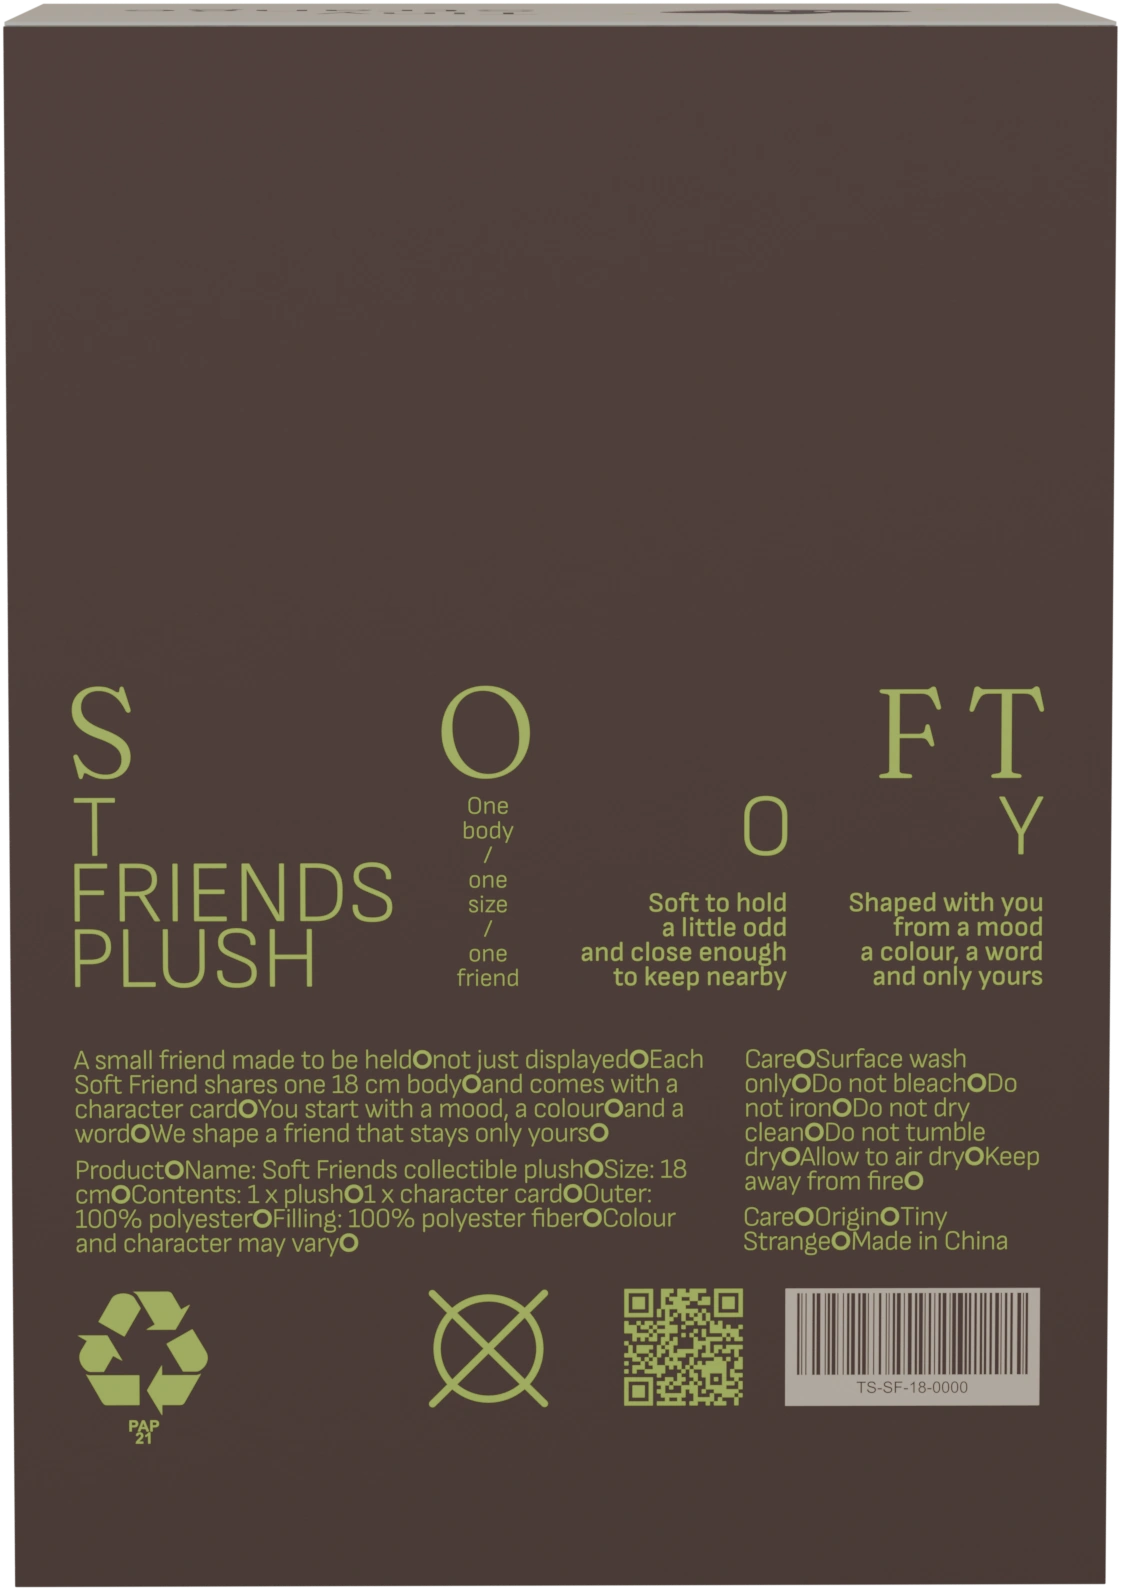 S O FT
T O Y
FRIENDS
PLUSH
One
body
/
one
size
/
one
friend
Soft to hold
a little odd
and close enough
to keep nearby
Shaped with you
from a mood
a colour, a word
and only yours
A small friend made to be heldOnot just displayedOEach
Soft Friend shares one 18 cm bodyOand comes with a
character cardOYou start with a mood, a colourOand a
wordOWe shape a friend that stays only yoursO
ProductOName: Soft Friends collectible plushOSize: 18
cmOContents: 1 x plushO1 x character cardOOuter:
100% polyesterOFilling: 100% polyester fiberOColour
and character may varyO
CareOSurface wash
onlyODo not bleachODo
not ironODo not dry
cleanODo not tumble
dryOAllow to air dryOKeep
away from fireO
CareOOriginOTiny
StrangeOMade in China
PAP
21
TS-SF-18-0000